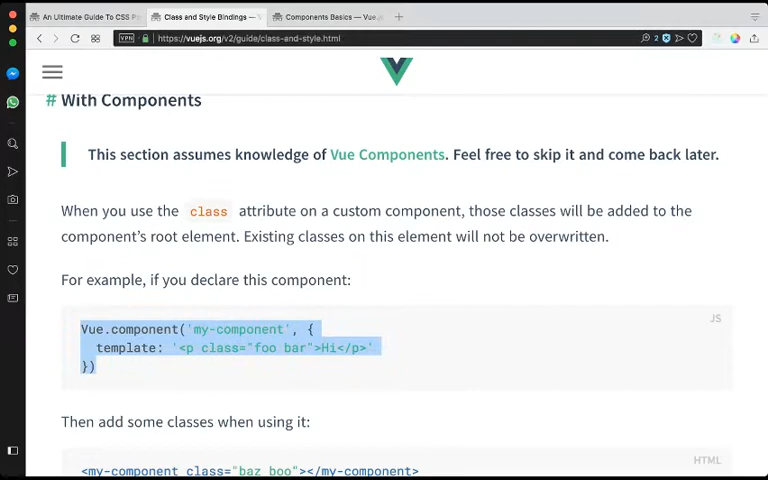 An Ultimate Guide To CSS Ps
Class and Style Bindings — V
Components Basics — Vue.js
VPN https://vuejs.org/v2/guide/class-and-style.html 2
# With Components
This section assumes knowledge of Vue Components. Feel free to skip it and come back later.
When you use the class attribute on a custom component, those classes will be added to the
component's root element. Existing classes on this element will not be overwritten.
For example, if you declare this component:
JS
Vue.component('my-component', {
template: '<p class="foo bar">Hi</p>'
})
Then add some classes when using it:
HTML
<my-component class="baz boo"></my-component>